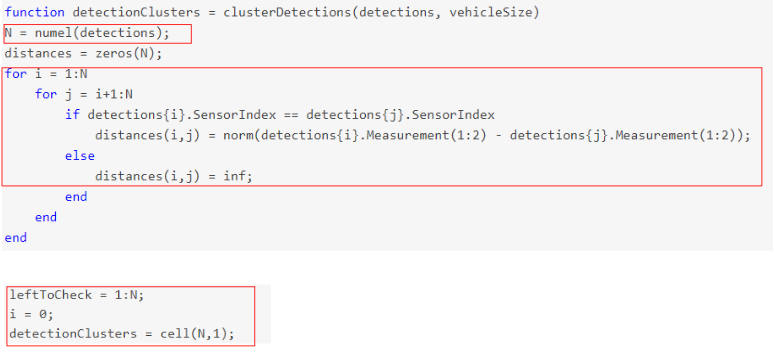 function detectionClusters = clusterDetections(detections, vehicleSize)
N = numel(detections);
distances = zeros(N);
for i = 1:N
    for j = i+1:N
        if detections{i}.SensorIndex == detections{j}.SensorIndex
            distances(i,j) = norm(detections{i}.Measurement(1:2) - detections{j}.Measurement(1:2));
        else
            distances(i,j) = inf;
        end
    end
end
leftToCheck = 1:N;
i = 0;
detectionClusters = cell(N,1);